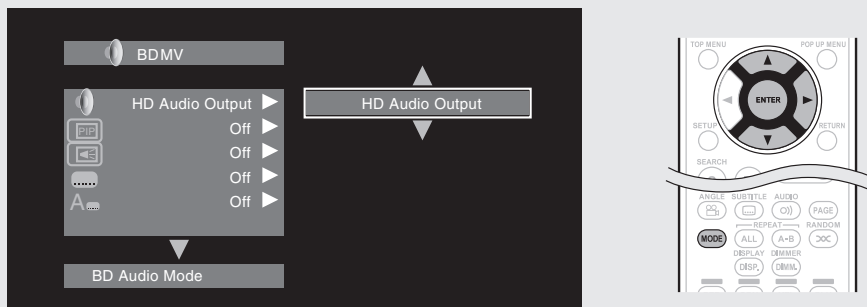 BDMV
HD Audio Output
PIP
Off
Off
Off
A
Off
BD Audio Mode
HD Audio Output
TOP MENU
POP UP MENU
ENTER
SETUP
RETURN
SEARCH
ANGLE SUBTITLE AUDIO
PAGE
REPEAT RANDOM
MODE ALL A-B
DISPLAY DIMMER
DISP. DIMM.